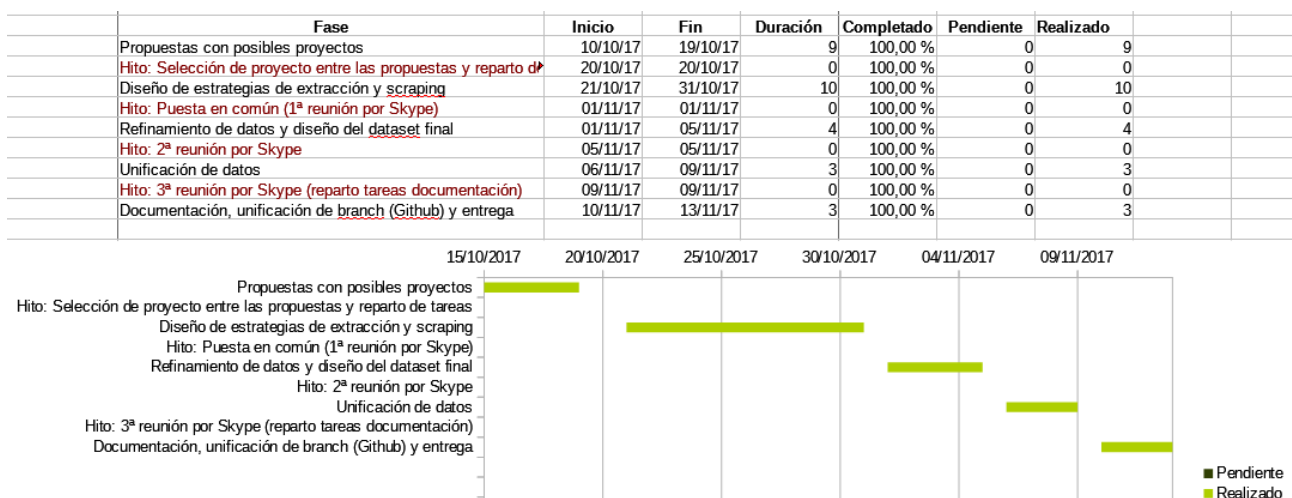 Fase Inicio Fin Duración Completado Pendiente Realizado
Propuestas con posibles proyectos 10/10/17 19/10/17 9 100,00 % 0 9
Hito: Selección de proyecto entre las propuestas y reparto d 20/10/17 20/10/17 0 100,00 % 0 0
Diseño de estrategias de extracción y scraping 21/10/17 31/10/17 10 100,00 % 0 10
Hito: Puesta en común (1ª reunión por Skype) 01/11/17 01/11/17 0 100,00 % 0 0
Refinamiento de datos y diseño del dataset final 01/11/17 05/11/17 4 100,00 % 0 4
Hito: 2ª reunión por Skype 05/11/17 05/11/17 0 100,00 % 0 0
Unificación de datos 06/11/17 09/11/17 3 100,00 % 0 3
Hito: 3ª reunión por Skype (reparto tareas documentación) 09/11/17 09/11/17 0 100,00 % 0 0
Documentación, unificación de branch (Github) y entrega 10/11/17 13/11/17 3 100,00 % 0 3
15/10/2017 20/10/2017 25/10/2017 30/10/2017 04/11/2017 09/11/2017
Propuestas con posibles proyectos
Hito: Selección de proyecto entre las propuestas y reparto de tareas
Diseño de estrategias de extracción y scraping
Hito: Puesta en común (1ª reunión por Skype)
Refinamiento de datos y diseño del dataset final
Hito: 2ª reunión por Skype
Unificación de datos
Hito: 3ª reunión por Skype (reparto tareas documentación)
Documentación, unificación de branch (Github) y entrega
Pendiente
Realizado